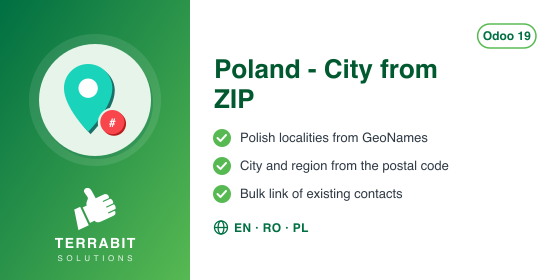 Odoo 19
Poland - City from
ZIP
Polish localities from GeoNames
City and region from the postal code
Bulk link of existing contacts
EN · RO · PL
#
TERRABIT
SOLUTIONS